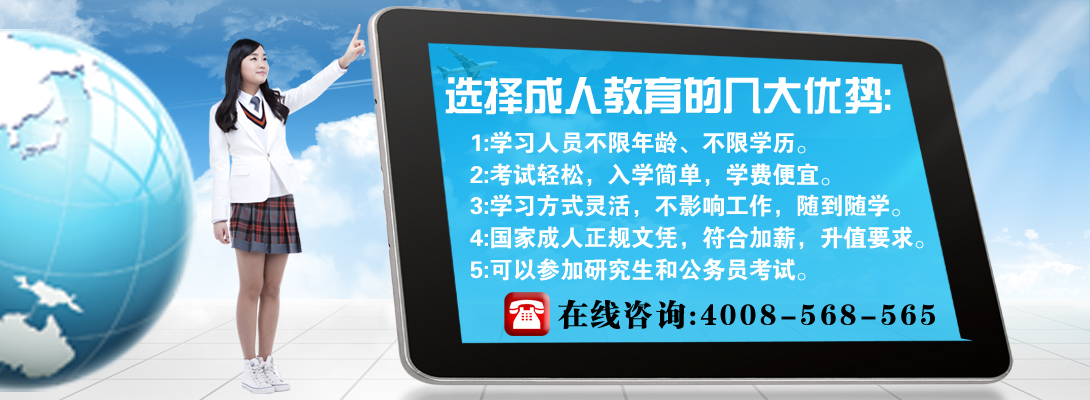 选择成人教育的几大优势:
1:学习人员不限年龄、不限学历。
2:考试轻松，入学简单，学费便宜。
3:学习方式灵活，不影响工作，随到随学。
4:国家成人正规文凭，符合加薪，升值要求。
5:可以参加研究生和公务员考试。
在线咨询:4008-568-565